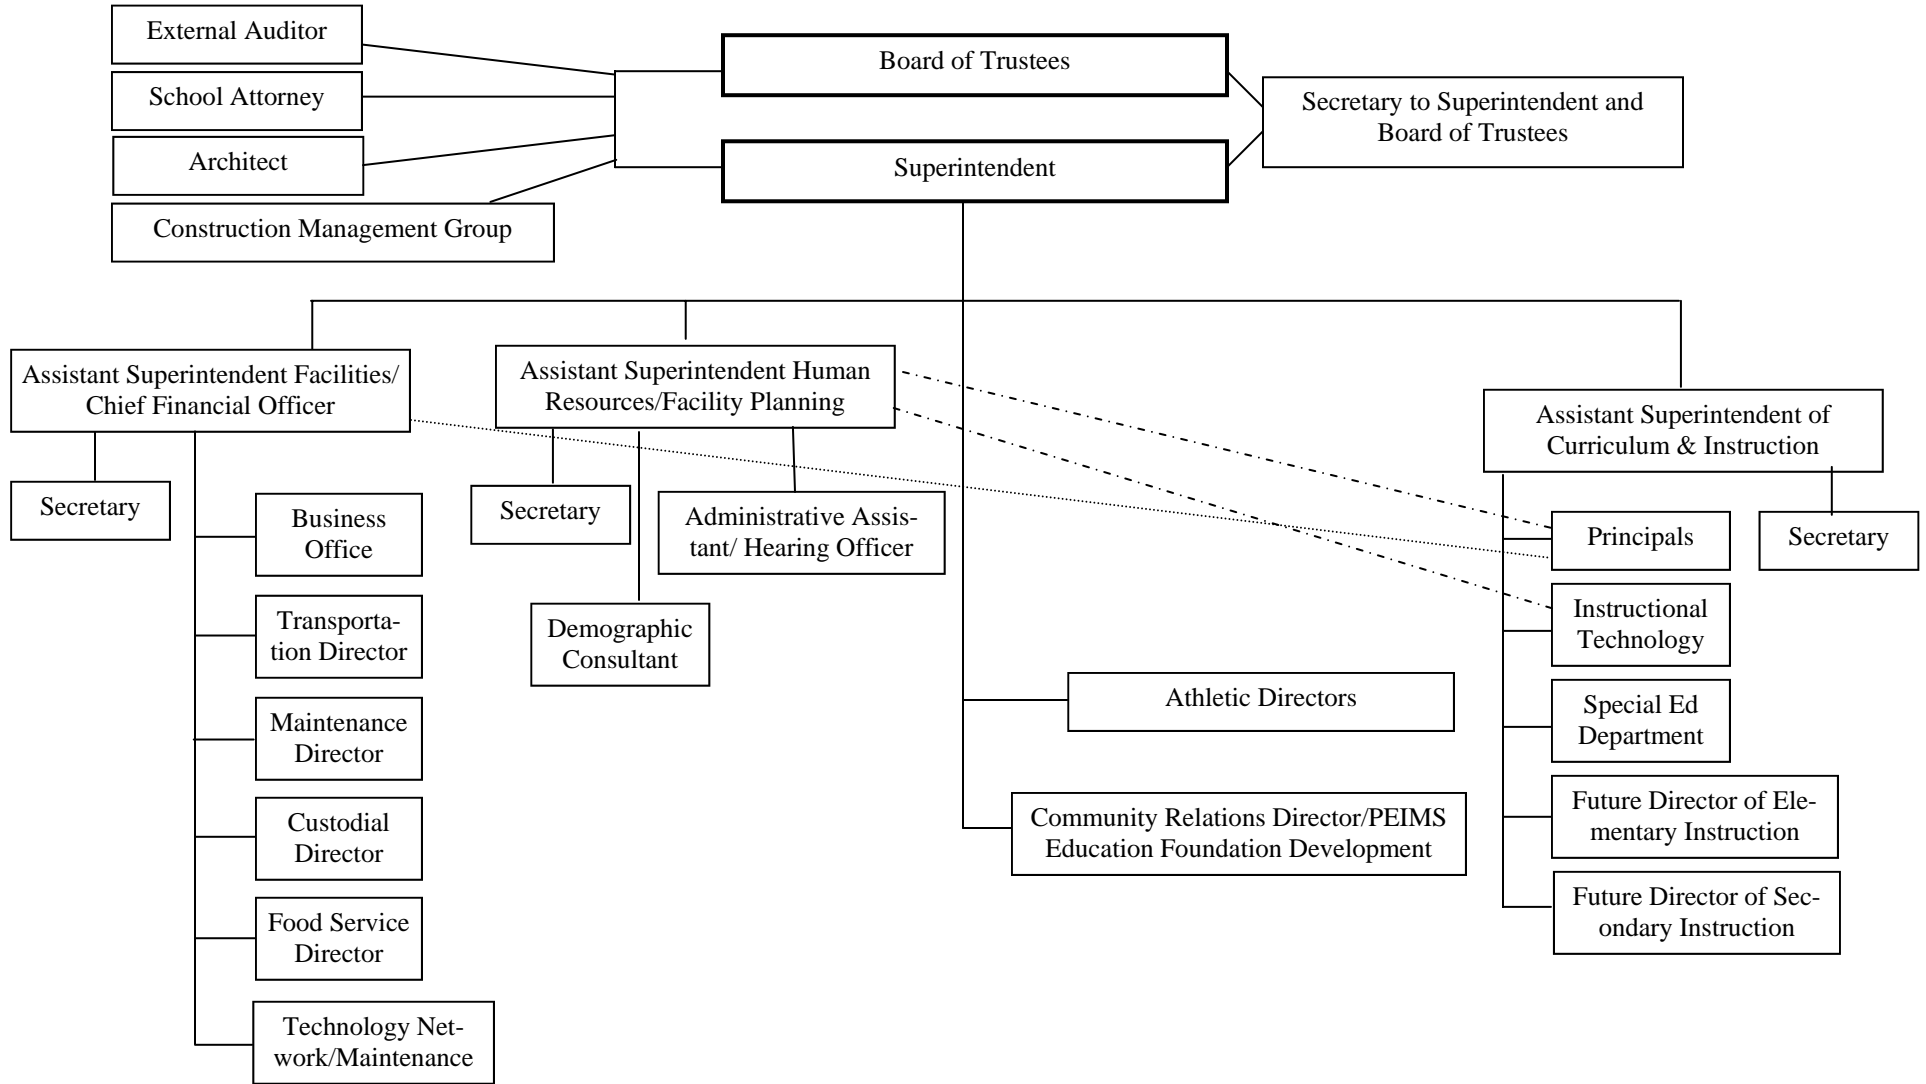 External Auditor
School Attorney
Architect
Construction Management Group
Board of Trustees
Superintendent
Secretary to Superintendent and
Board of Trustees
Assistant Superintendent Facilities/
Chief Financial Officer
Secretary
Business
Office
Transporta-
tion Director
Maintenance
Director
Custodial
Director
Food Service
Director
Technology Net-
work/Maintenance
Assistant Superintendent Human
Resources/Facility Planning
Secretary
Administrative Assis-
tant/ Hearing Officer
Demographic
Consultant
Athletic Directors
Community Relations Director/PEIMS
Education Foundation Development
Assistant Superintendent of
Curriculum & Instruction
Principals
Secretary
Instructional
Technology
Special Ed
Department
Future Director of Ele-
mentary Instruction
Future Director of Sec-
ondary Instruction